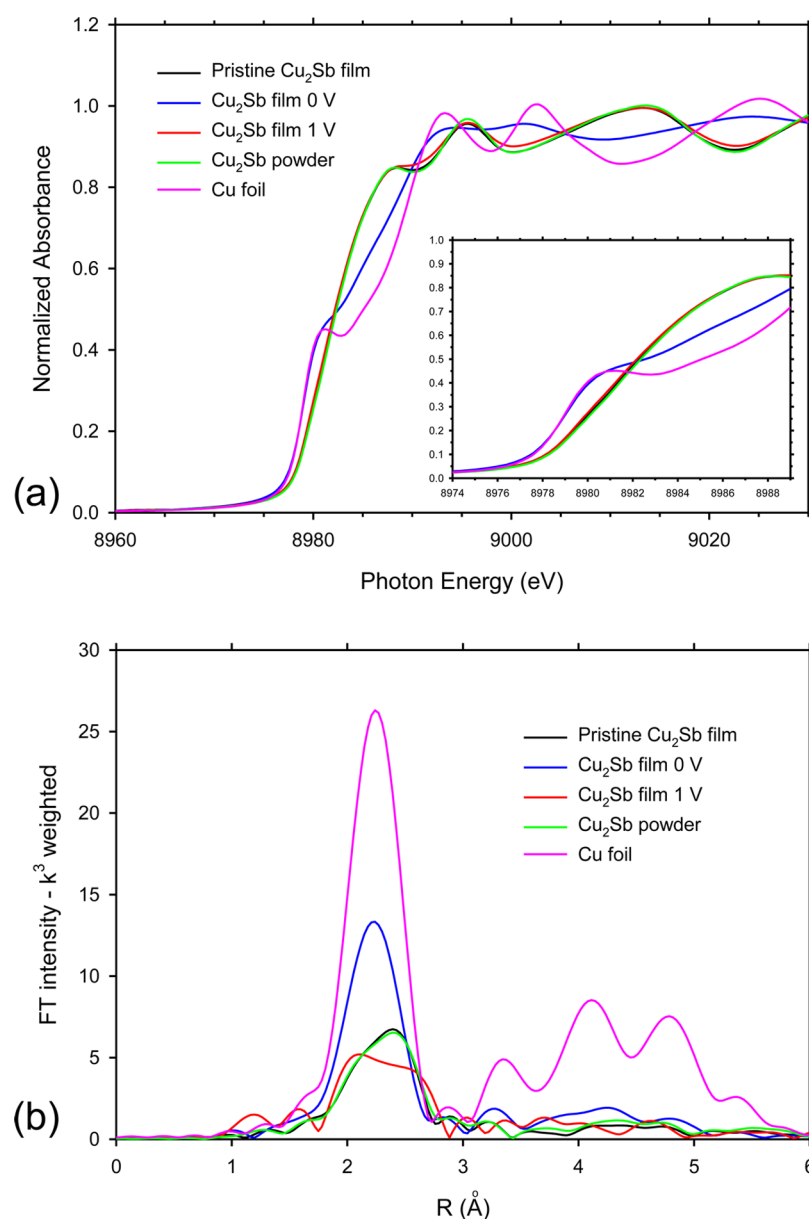 1.2
1.0
0.8
0.6
0.4
0.2
0.0
Normalized Absorbance
Pristine Cu₂Sb film
Cu₂Sb film 0 V
Cu₂Sb film 1 V
Cu₂Sb powder
Cu foil
1.0
0.9
0.8
0.7
0.6
0.5
0.4
0.3
0.2
0.1
0.0
8974 8976 8978 8980 8982 8984 8986 8988
(a)
8960 8980 9000 9020
Photon Energy (eV)
30
25
20
15
10
5
0
FT intensity - k³ weighted
Pristine Cu₂Sb film
Cu₂Sb film 0 V
Cu₂Sb film 1 V
Cu₂Sb powder
Cu foil
(b)
0 1 2 3 4 5 6
R (Å)